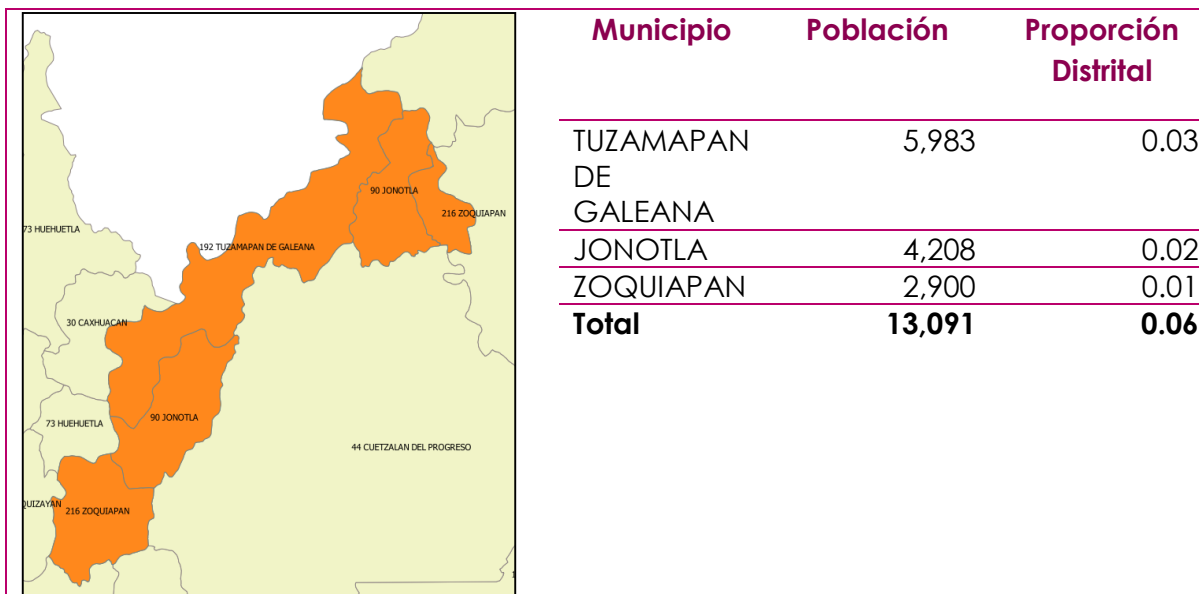 73 HUEHUETLA
90 JONOTLA
216 ZOQUIAPAN
192 TUZAMAPAN DE GALEANA
30 CAXHUACAN
90 JONOTLA
73 HUEHUETLA
44 CUETZALAN DEL PROGRESO
QUIZAYAN
216 ZOQUIAPAN
Municipio Población Proporción
Distrital
TUZAMAPAN 5,983 0.03
DE
GALEANA
JONOTLA 4,208 0.02
ZOQUIAPAN 2,900 0.01
Total 13,091 0.06